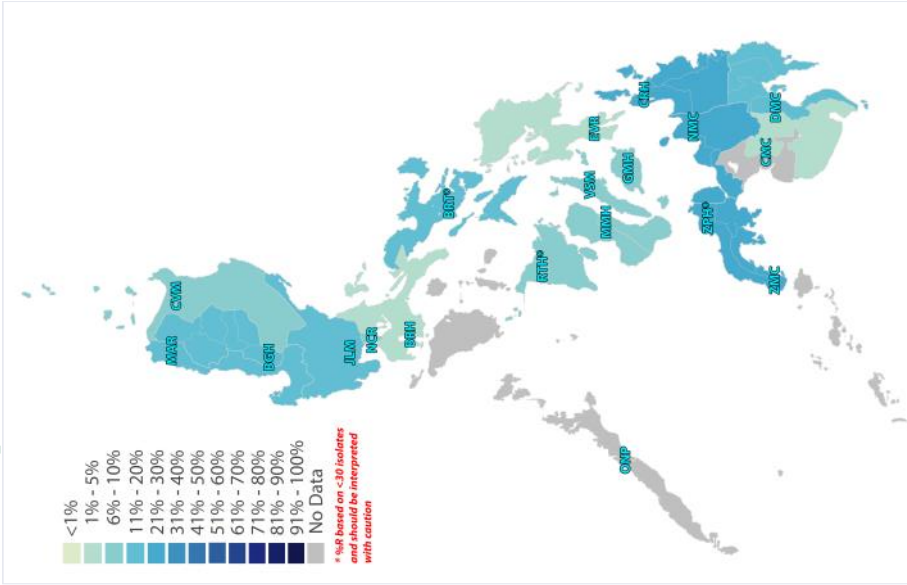 <1%
1% - 5%
6% - 10%
11% - 20%
21% - 30%
31% - 40%
41% - 50%
51% - 60%
61% - 70%
71% - 80%
81% - 90%
91% - 100%
No Data
* %R based on <30 isolates
and should be interpreted
with caution
MAR
CVM
BGH
JLM
NCR
BRH
BRT*
ONP
RTH*
MMH
VSM
GMH
EVR
ZMC
ZPH*
NMC
CRH
CMC
DMC